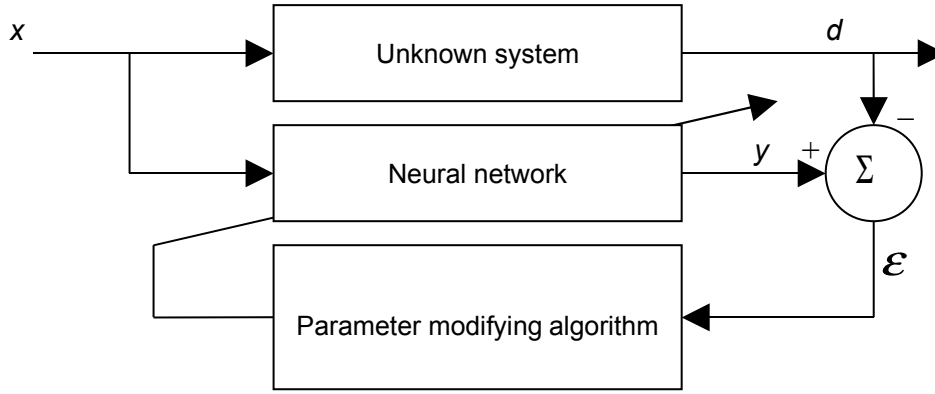 x
Unknown system
d
−
Neural network
y
+
Σ
ε
Parameter modifying algorithm